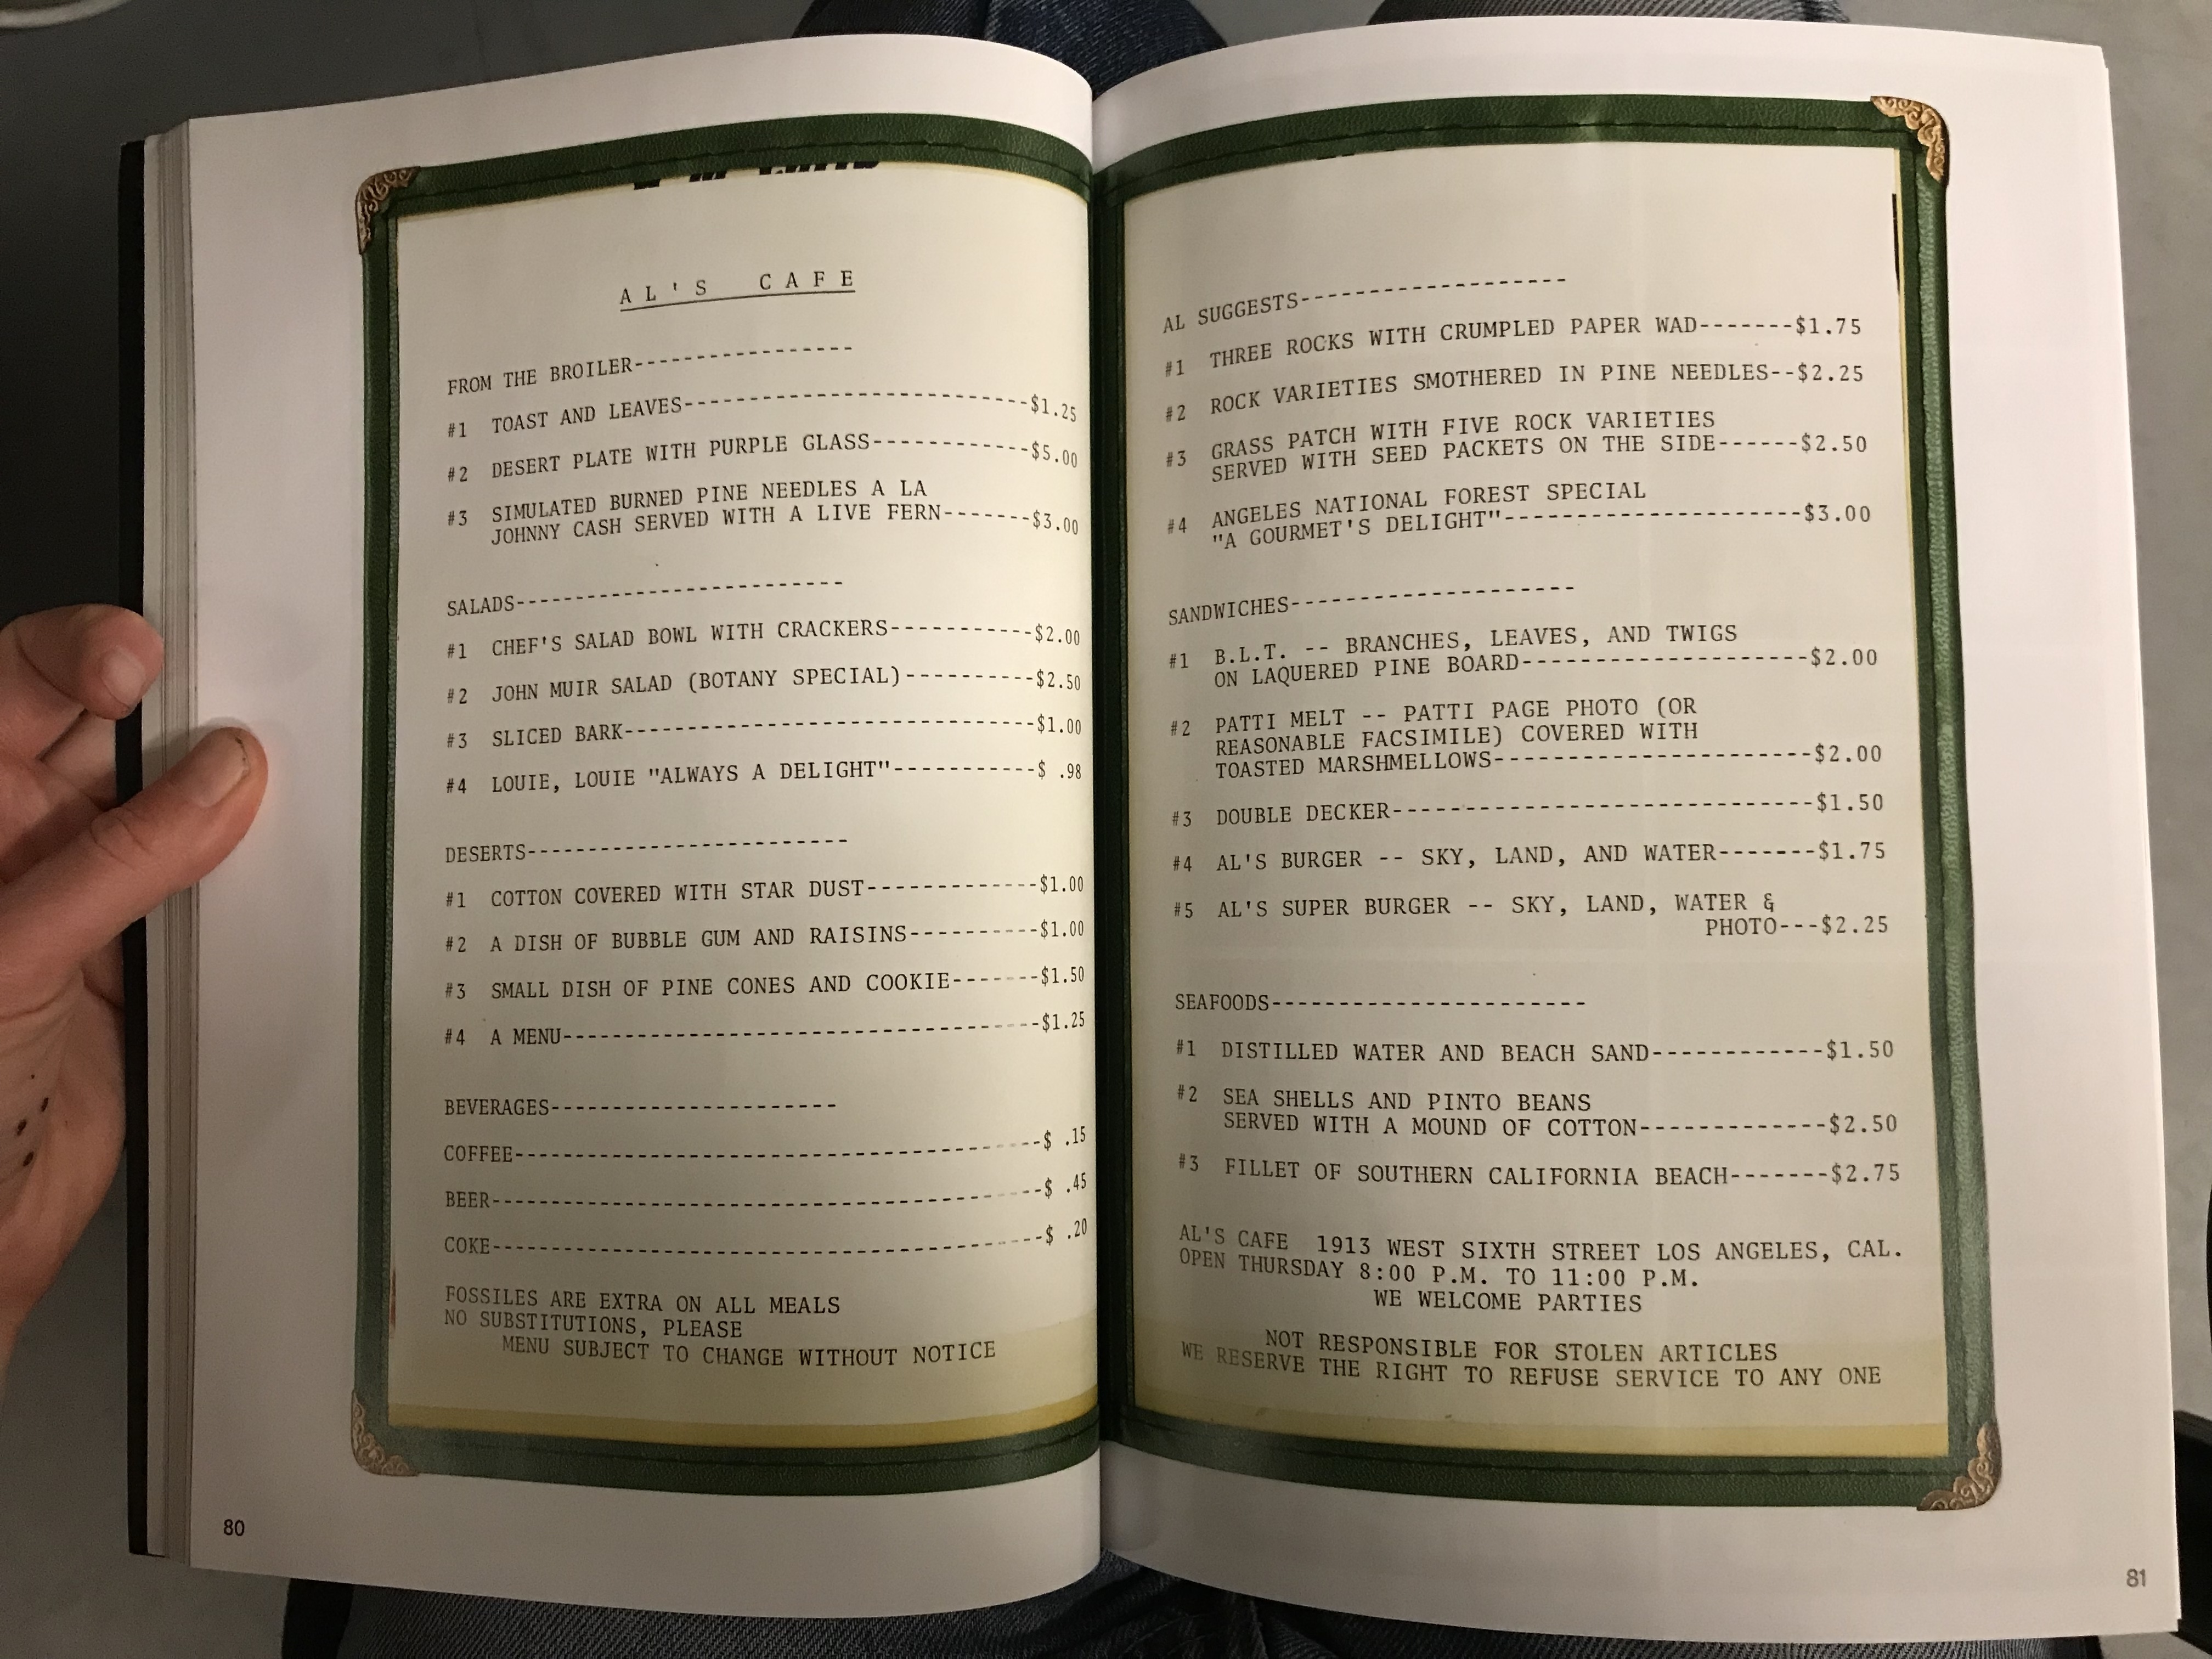 AL'S CAFE
FROM THE BROILER-----------------
#1 TOAST AND LEAVES---------------------------$1.25
#2 DESERT PLATE WITH PURPLE GLASS------------$5.00
#3 SIMULATED BURNED PINE NEEDLES A LA
JOHNNY CASH SERVED WITH A LIVE FERN-------$3.00
SALADS------------------------
#1 CHEF'S SALAD BOWL WITH CRACKERS-----------$2.00
#2 JOHN MUIR SALAD (BOTANY SPECIAL)----------$2.50
#3 SLICED BARK-------------------------------$1.00
#4 LOUIE, LOUIE "ALWAYS A DELIGHT"-----------$ .98
DESERTS------------------------
#1 COTTON COVERED WITH STAR DUST-------------$1.00
#2 A DISH OF BUBBLE GUM AND RAISINS----------$1.00
#3 SMALL DISH OF PINE CONES AND COOKIE-------$1.50
#4 A MENU------------------------------------$1.25
BEVERAGES----------------------
COFFEE----------------------------------------$ .15
BEER------------------------------------------$ .45
COKE------------------------------------------$ .20
FOSSILES ARE EXTRA ON ALL MEALS
NO SUBSTITUTIONS, PLEASE
MENU SUBJECT TO CHANGE WITHOUT NOTICE
80
AL SUGGESTS-------------------
#1 THREE ROCKS WITH CRUMPLED PAPER WAD-------$1.75
#2 ROCK VARIETIES SMOTHERED IN PINE NEEDLES--$2.25
#3 GRASS PATCH WITH FIVE ROCK VARIETIES
SERVED WITH SEED PACKETS ON THE SIDE------$2.50
#4 ANGELES NATIONAL FOREST SPECIAL
"A GOURMET'S DELIGHT"---------------------$3.00
SANDWICHES--------------------
#1 B.L.T. -- BRANCHES, LEAVES, AND TWIGS
ON LAQUERED PINE BOARD--------------------$2.00
#2 PATTI MELT -- PATTI PAGE PHOTO (OR
REASONABLE FACSIMILE) COVERED WITH
TOASTED MARSHMELLOWS----------------------$2.00
#3 DOUBLE DECKER-----------------------------$1.50
#4 AL'S BURGER -- SKY, LAND, AND WATER-------$1.75
#5 AL'S SUPER BURGER -- SKY, LAND, WATER &
PHOTO---$2.25
SEAFOODS----------------------
#1 DISTILLED WATER AND BEACH SAND------------$1.50
#2 SEA SHELLS AND PINTO BEANS
SERVED WITH A MOUND OF COTTON-------------$2.50
#3 FILLET OF SOUTHERN CALIFORNIA BEACH-------$2.75
AL'S CAFE 1913 WEST SIXTH STREET LOS ANGELES, CAL.
OPEN THURSDAY 8:00 P.M. TO 11:00 P.M.
WE WELCOME PARTIES
NOT RESPONSIBLE FOR STOLEN ARTICLES
WE RESERVE THE RIGHT TO REFUSE SERVICE TO ANY ONE
81